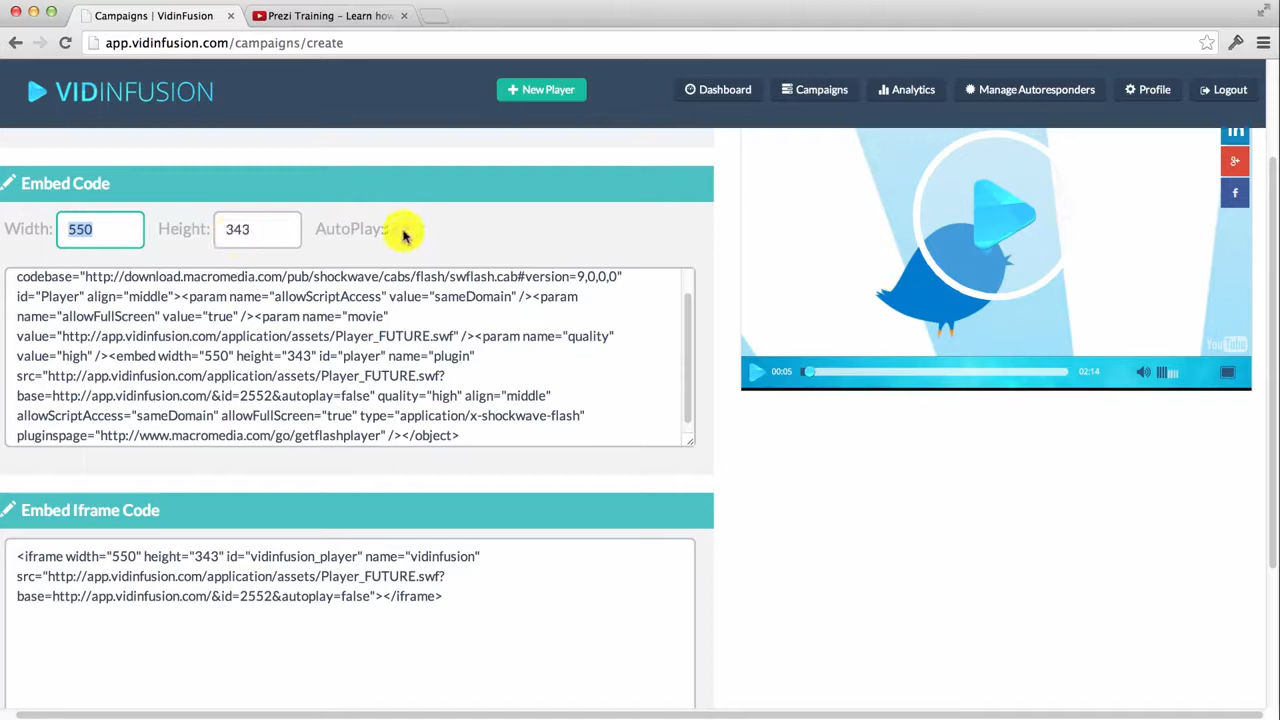 Campaigns | VidinFusion
Prezi Training – Learn how
app.vidinfusion.com/campaigns/create
VIDINFUSION
New Player
Dashboard
Campaigns
Analytics
Manage Autoresponders
Profile
Logout
Embed Code
Width: 550
Height: 343
AutoPlay:
codebase="http://download.macromedia.com/pub/shockwave/cabs/flash/swflash.cab#version=9,0,0,0"
id="Player" align="middle"><param name="allowScriptAccess" value="sameDomain" /><param
name="allowFullScreen" value="true" /><param name="movie"
value="http://app.vidinfusion.com/application/assets/Player_FUTURE.swf" /><param name="quality"
value="high" /><embed width="550" height="343" id="player" name="plugin"
src="http://app.vidinfusion.com/application/assets/Player_FUTURE.swf?
base=http://app.vidinfusion.com/&id=2552&autoplay=false" quality="high" align="middle"
allowScriptAccess="sameDomain" allowFullScreen="true" type="application/x-shockwave-flash"
pluginspage="http://www.macromedia.com/go/getflashplayer" /></object>
in
g+
f
YouTube
00:05
02:14
Embed Iframe Code
<iframe width="550" height="343" id="vidinfusion_player" name="vidinfusion"
src="http://app.vidinfusion.com/application/assets/Player_FUTURE.swf?
base=http://app.vidinfusion.com/&id=2552&autoplay=false"></iframe>